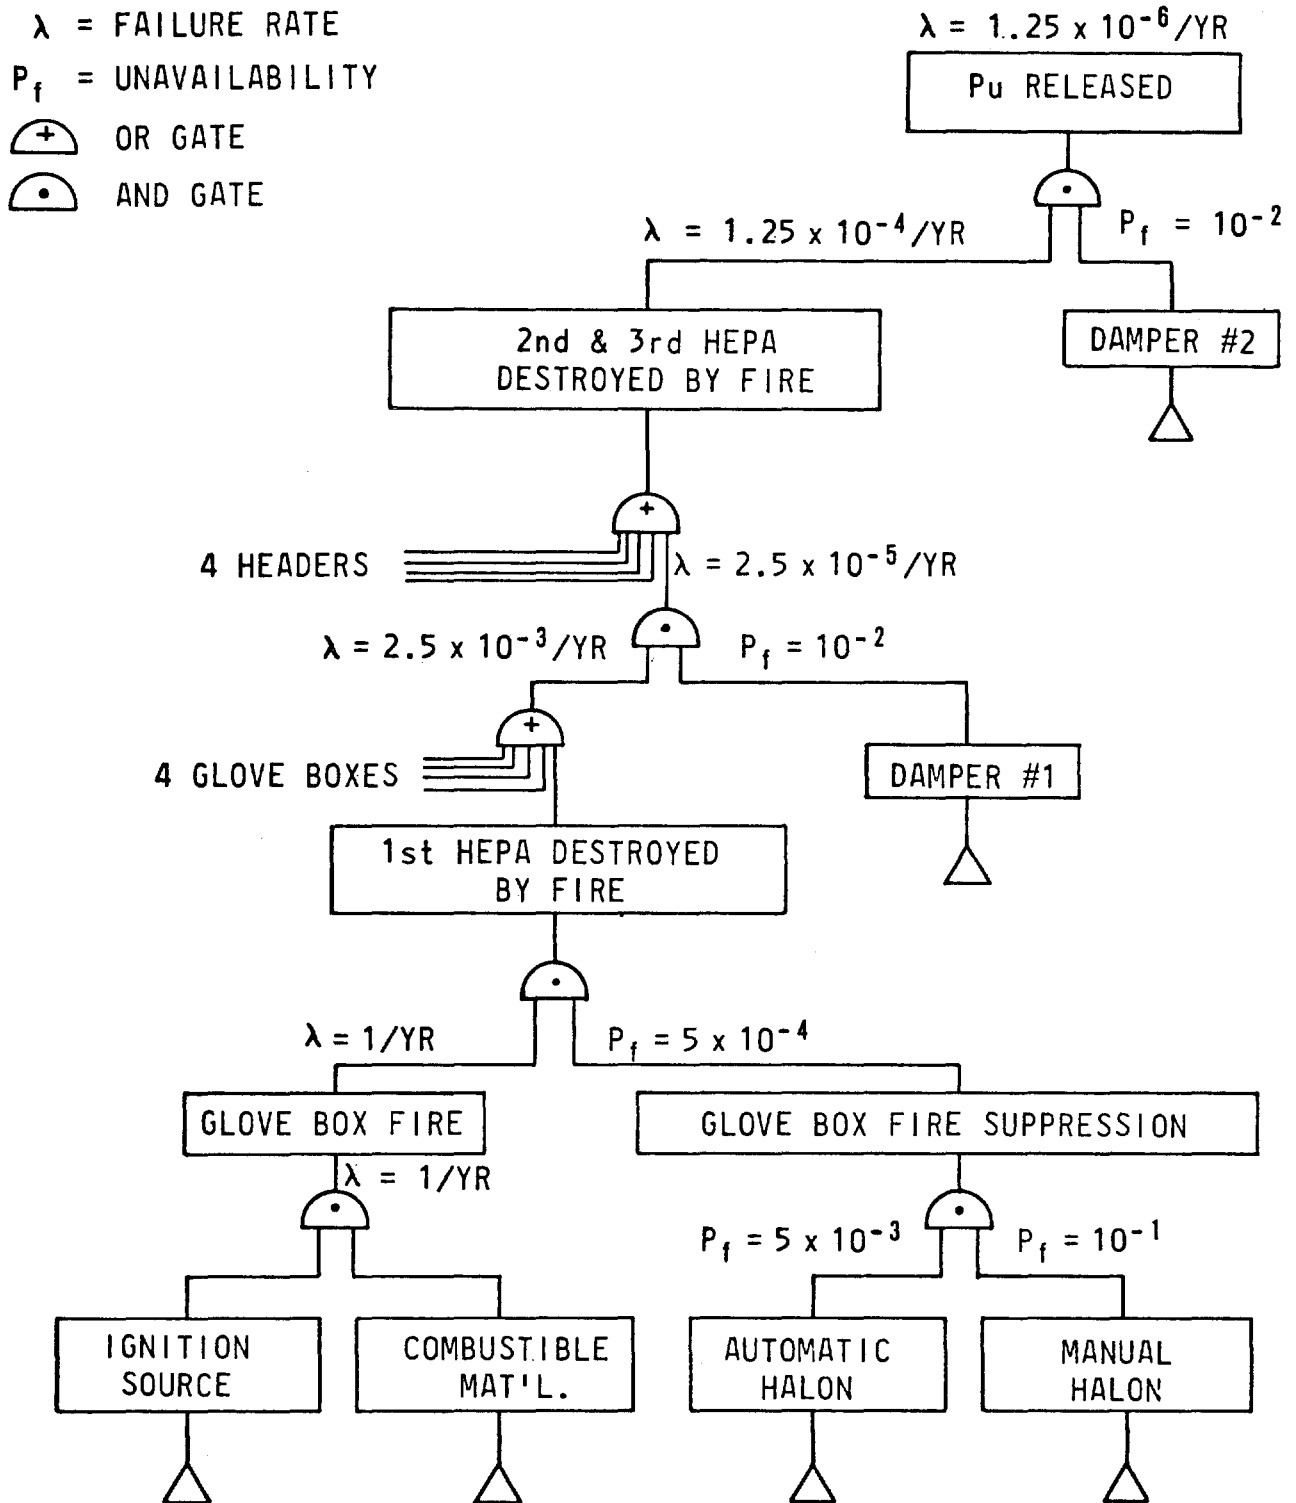 λ = FAILURE RATE
P_f = UNAVAILABILITY
+ OR GATE
• AND GATE
λ = 1.25 x 10⁻⁶/YR
Pu RELEASED
•
λ = 1.25 x 10⁻⁴/YR
P_f = 10⁻²
2nd & 3rd HEPA
DESTROYED BY FIRE
DAMPER #2
+
4 HEADERS
λ = 2.5 x 10⁻⁵/YR
•
λ = 2.5 x 10⁻³/YR
P_f = 10⁻²
+
4 GLOVE BOXES
DAMPER #1
1st HEPA DESTROYED
BY FIRE
•
λ = 1/YR
P_f = 5 x 10⁻⁴
GLOVE BOX FIRE
GLOVE BOX FIRE SUPPRESSION
λ = 1/YR
•
•
P_f = 5 x 10⁻³
P_f = 10⁻¹
IGNITION
SOURCE
COMBUSTIBLE
MAT'L.
AUTOMATIC
HALON
MANUAL
HALON